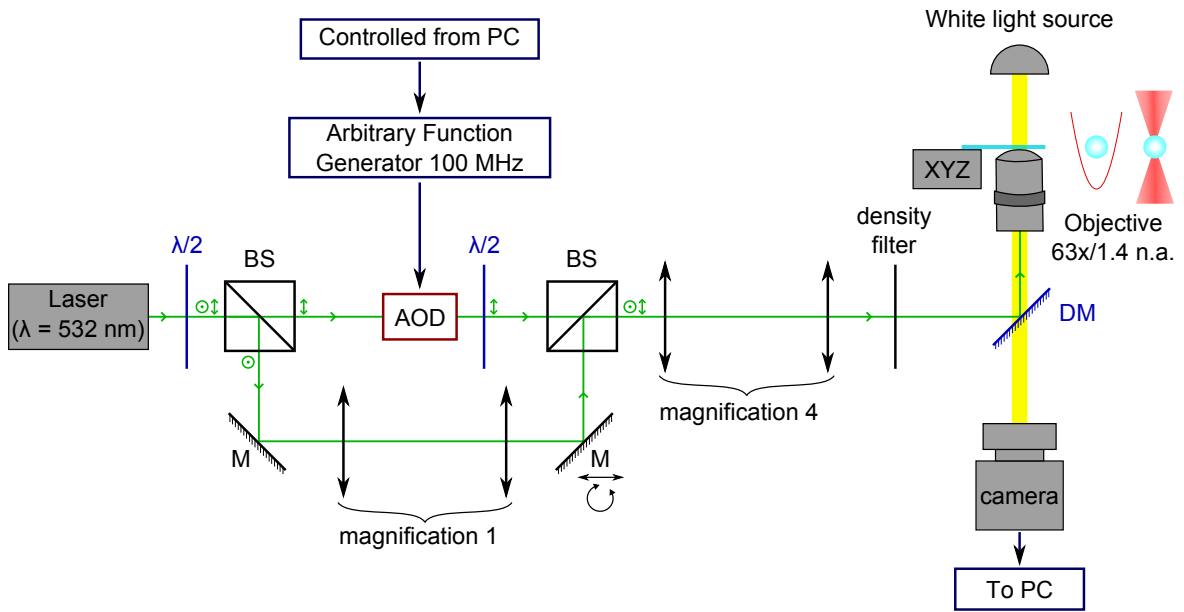 White light source
Controlled from PC
Arbitrary Function
Generator 100 MHz
XYZ
Objective
63x/1.4 n.a.
density
filter
λ/2
BS
λ/2
BS
Laser
(λ = 532 nm)
AOD
DM
magnification 4
M
M
magnification 1
camera
To PC